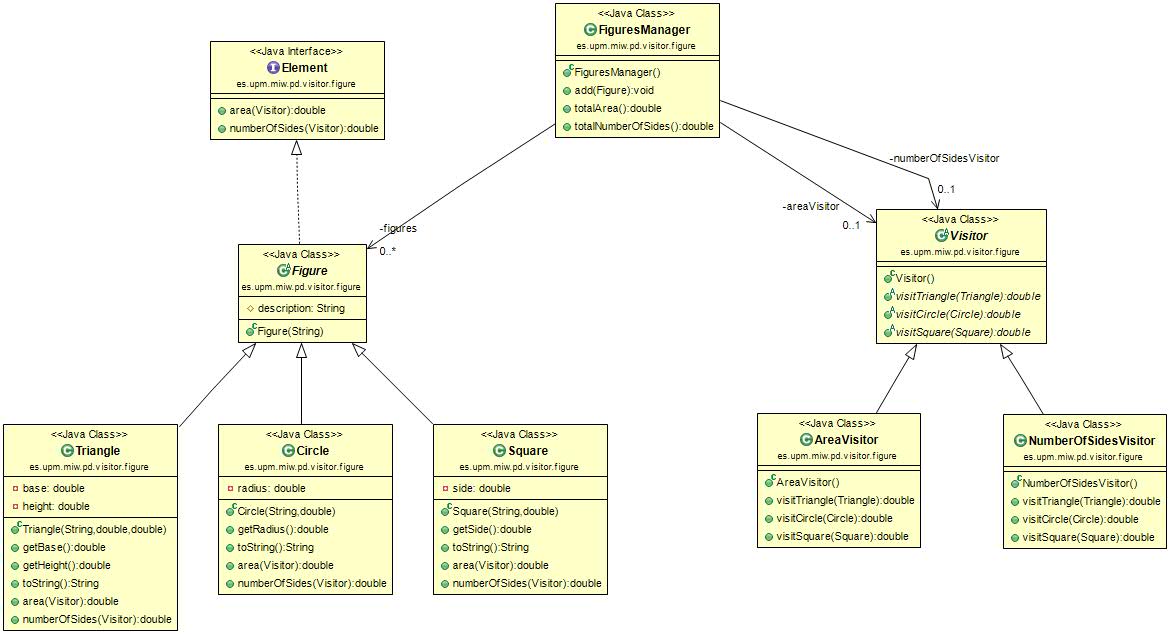 <<Java Class>>
FiguresManager
es.upm.miw.pd.visitor.figure
FiguresManager()
add(Figure):void
totalArea():double
totalNumberOfSides():double
<<Java Interface>>
Element
es.upm.miw.pd.visitor.figure
area(Visitor):double
numberOfSides(Visitor):double
-numberOfSidesVisitor
0..1
-areaVisitor
0..1
-figures
0..*
<<Java Class>>
Visitor
es.upm.miw.pd.visitor.figure
Visitor()
visitTriangle(Triangle):double
visitCircle(Circle):double
visitSquare(Square):double
<<Java Class>>
Figure
es.upm.miw.pd.visitor.figure
description: String
Figure(String)
<<Java Class>>
Triangle
es.upm.miw.pd.visitor.figure
base: double
height: double
Triangle(String,double,double)
getBase():double
getHeight():double
toString():String
area(Visitor):double
numberOfSides(Visitor):double
<<Java Class>>
Circle
es.upm.miw.pd.visitor.figure
radius: double
Circle(String,double)
getRadius():double
toString():String
area(Visitor):double
numberOfSides(Visitor):double
<<Java Class>>
Square
es.upm.miw.pd.visitor.figure
side: double
Square(String,double)
getSide():double
toString():String
area(Visitor):double
numberOfSides(Visitor):double
<<Java Class>>
AreaVisitor
es.upm.miw.pd.visitor.figure
AreaVisitor()
visitTriangle(Triangle):double
visitCircle(Circle):double
visitSquare(Square):double
<<Java Class>>
NumberOfSidesVisitor
es.upm.miw.pd.visitor.figure
NumberOfSidesVisitor()
visitTriangle(Triangle):double
visitCircle(Circle):double
visitSquare(Square):double